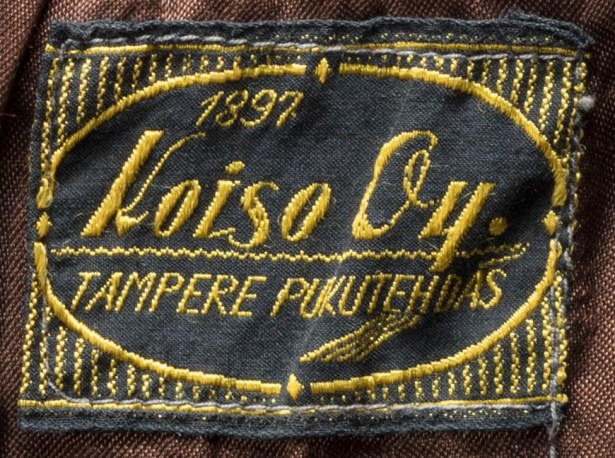 1897
Koiso Oy.
TAMPERE PUKUTEHDAS